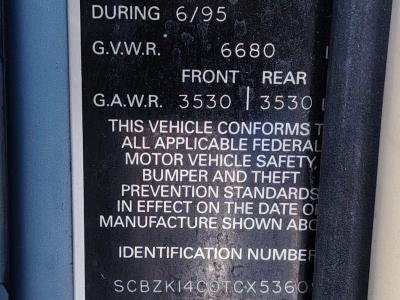 DURING 6/95
G.V.W.R. 6680
FRONT REAR
G.A.W.R. 3530 | 3530
THIS VEHICLE CONFORMS
ALL APPLICABLE FEDERAL
MOTOR VEHICLE SAFETY,
BUMPER AND THEFT
PREVENTION STANDARDS
IN EFFECT ON THE DATE OF
MANUFACTURE SHOWN
IDENTIFICATION NUMBER